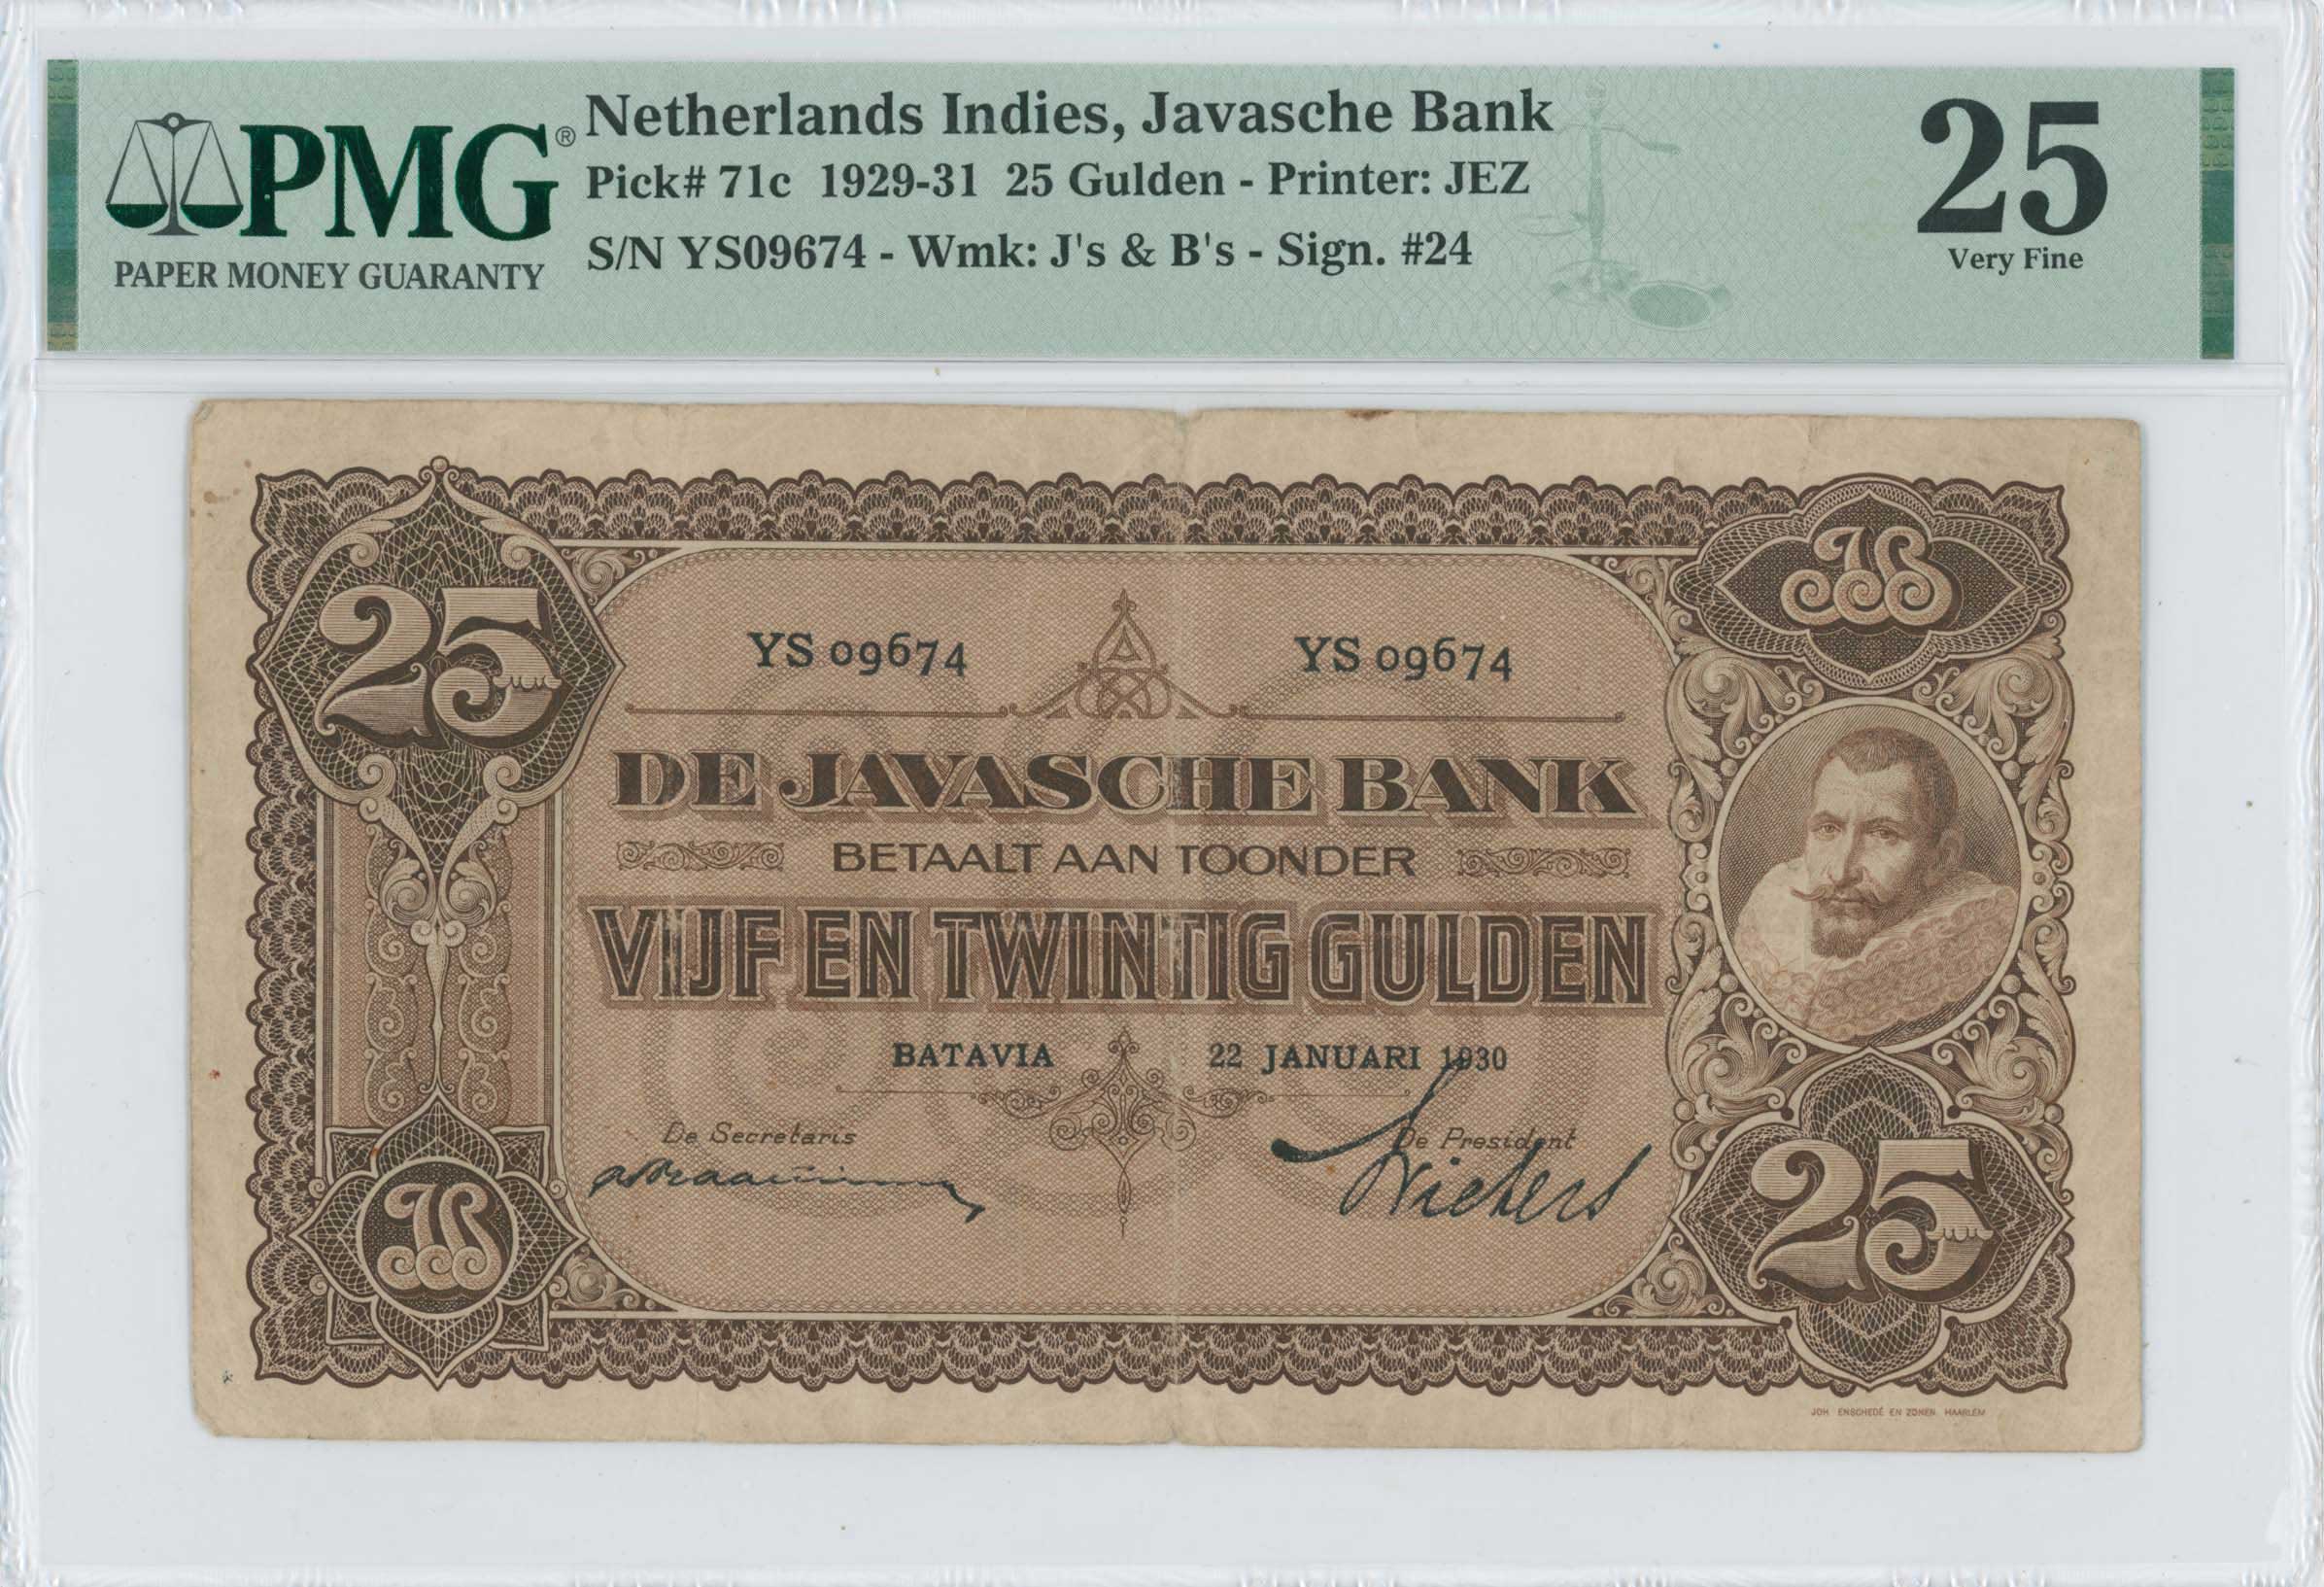 PMG®
PAPER MONEY GUARANTY
Netherlands Indies, Javasche Bank
Pick# 71c 1929-31 25 Gulden - Printer: JEZ
S/N YS09674 - Wmk: J's & B's - Sign. #24
25
Very Fine
25
JB
YS 09674
YS 09674
DE JAVASCHE BANK
BETAALT AAN TOONDER
VIJF EN TWINTIG GULDEN
BATAVIA
22 JANUARI 1930
De Secretaris
De President
JB
25
JOH. ENSCHEDÉ EN ZONEN. HAARLEM